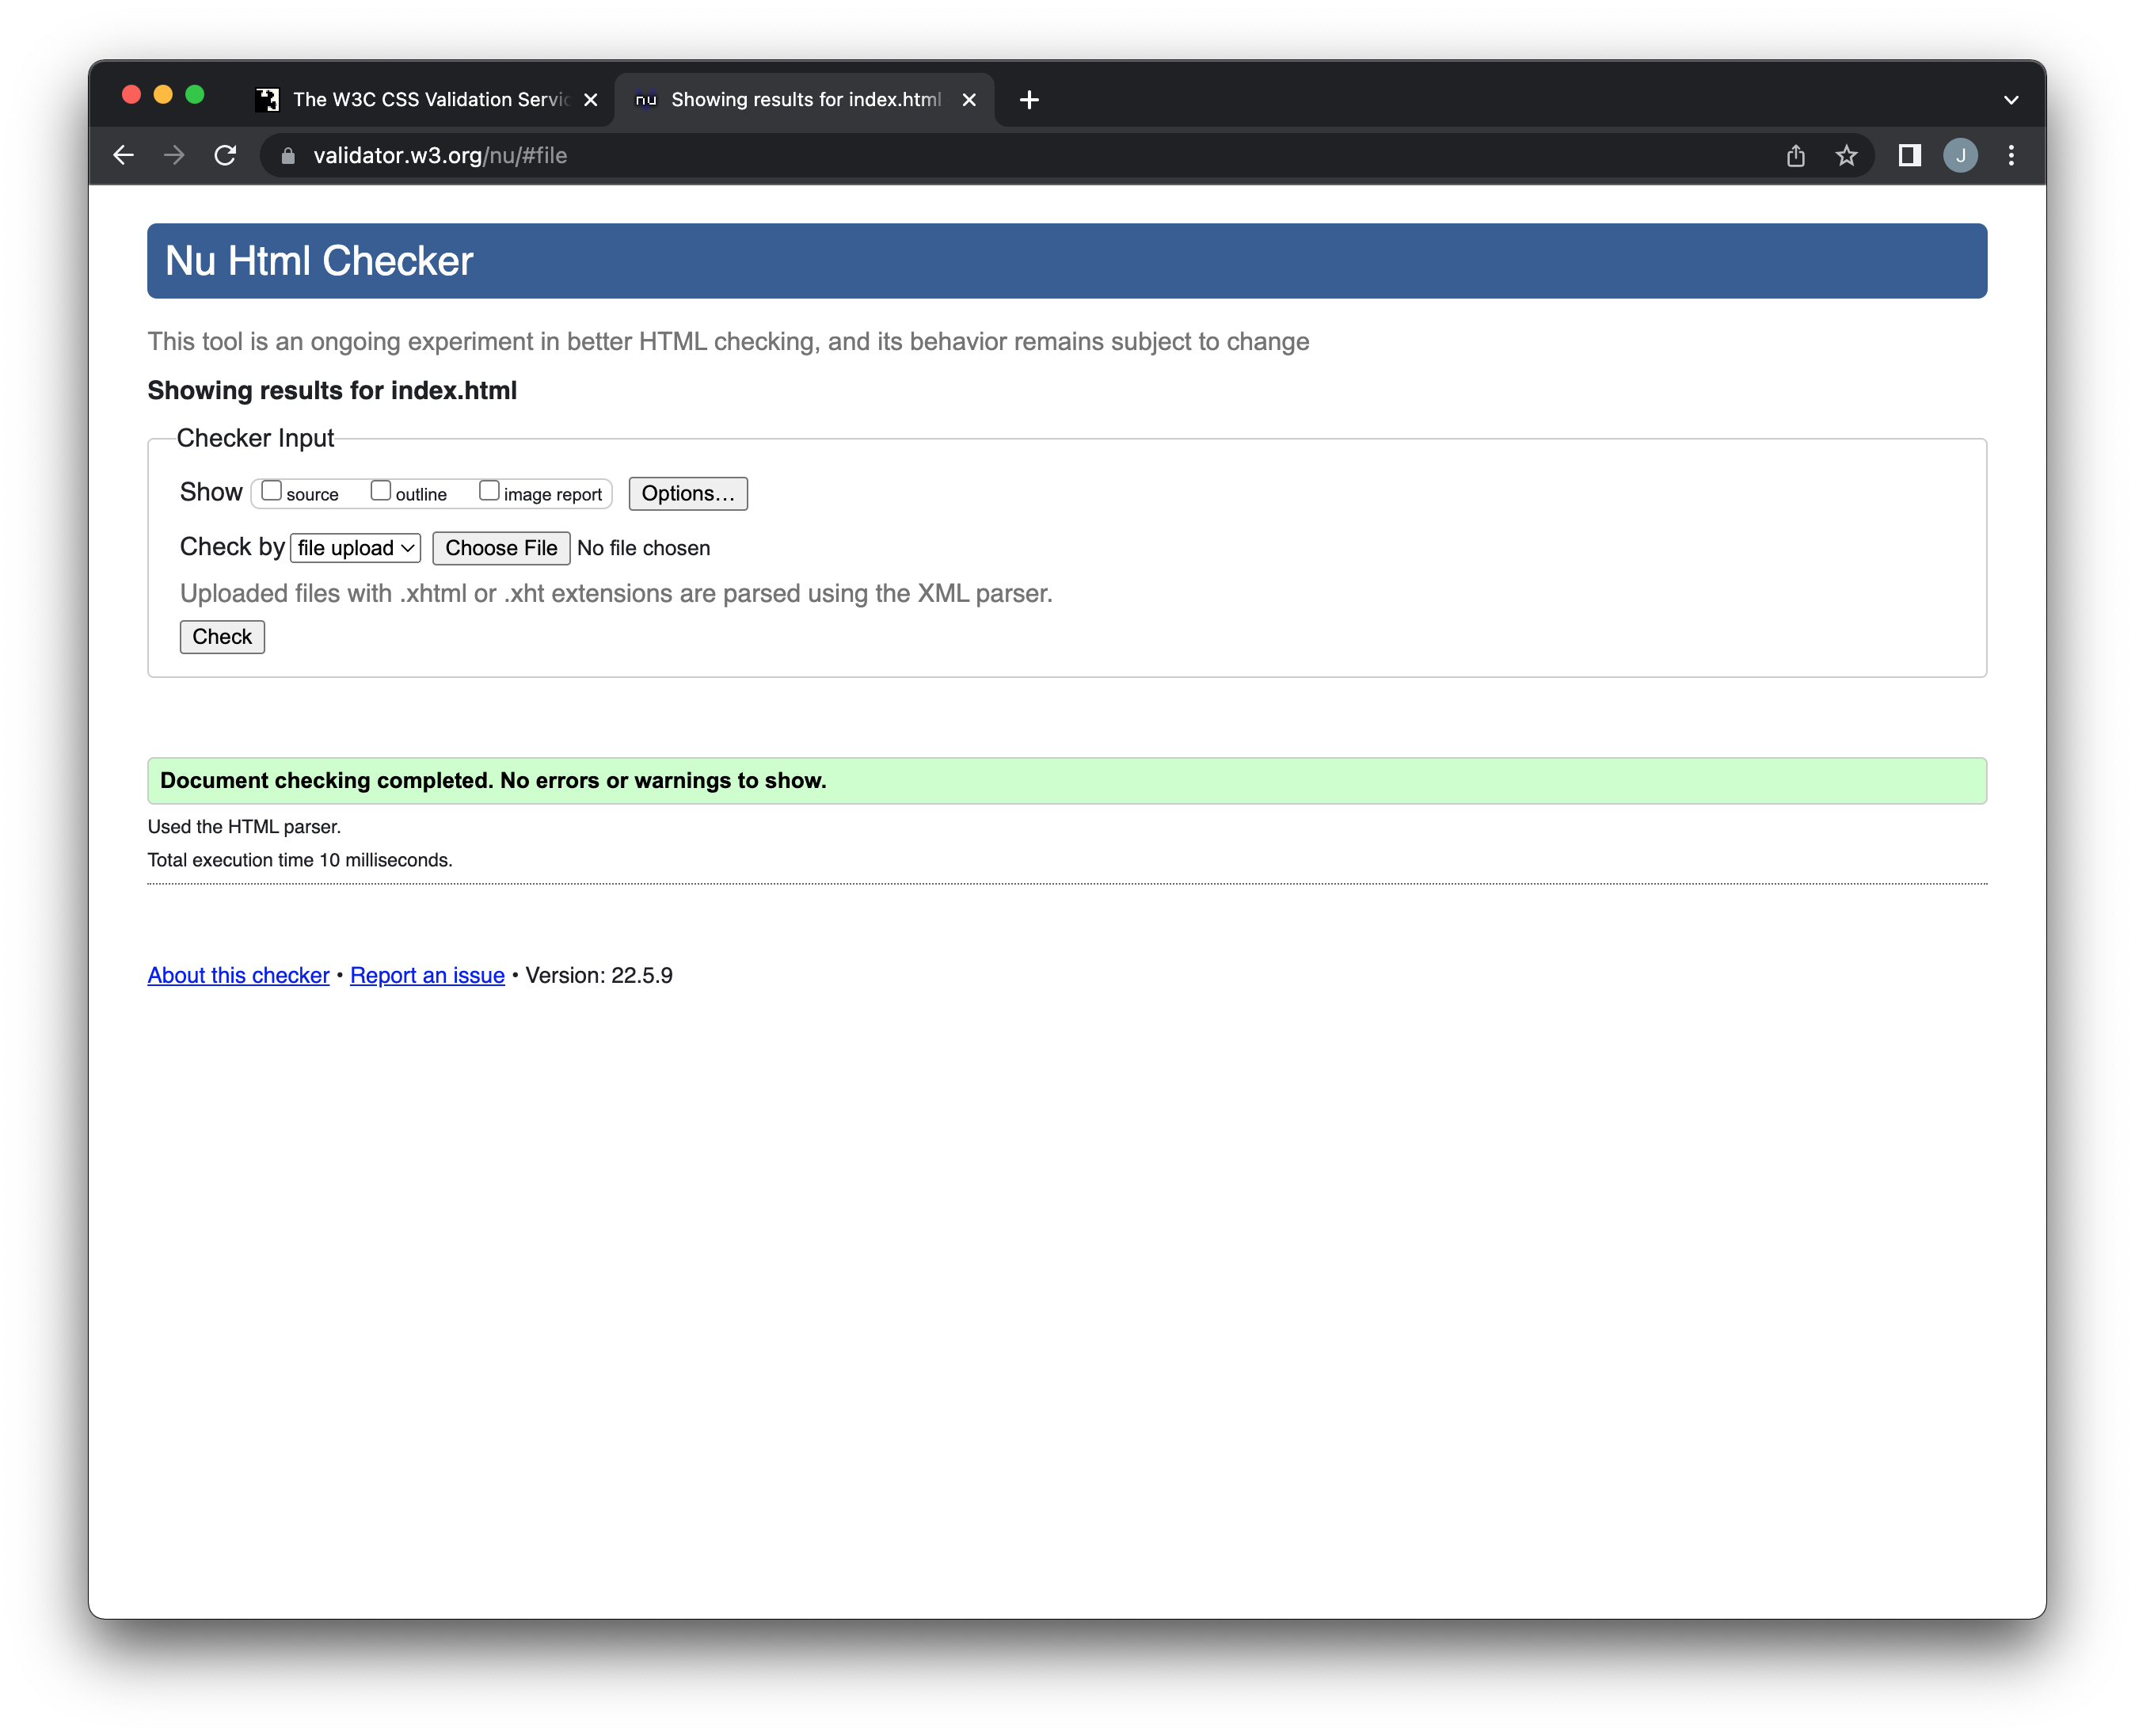 The W3C CSS Validation Servic
nu Showing results for index.html
validator.w3.org/nu/#file
J
Nu Html Checker
This tool is an ongoing experiment in better HTML checking, and its behavior remains subject to change
Showing results for index.html
Checker Input
Show source outline image report Options…
Check by file upload Choose File No file chosen
Uploaded files with .xhtml or .xht extensions are parsed using the XML parser.
Check
Document checking completed. No errors or warnings to show.
Used the HTML parser.
Total execution time 10 milliseconds.
About this checker • Report an issue • Version: 22.5.9